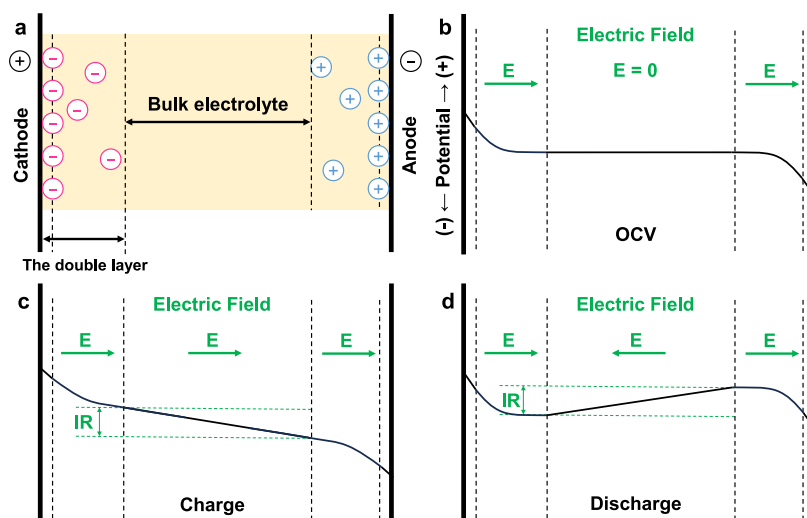 a
+
Cathode
Bulk electrolyte
Anode
−
− − − − − − − −
+ + + + + + + +
The double layer
b
(-) ← Potential → (+)
Electric Field
E
E = 0
E
OCV
c
Electric Field
E
E
E
IR
Charge
d
Electric Field
E
E
E
IR
Discharge